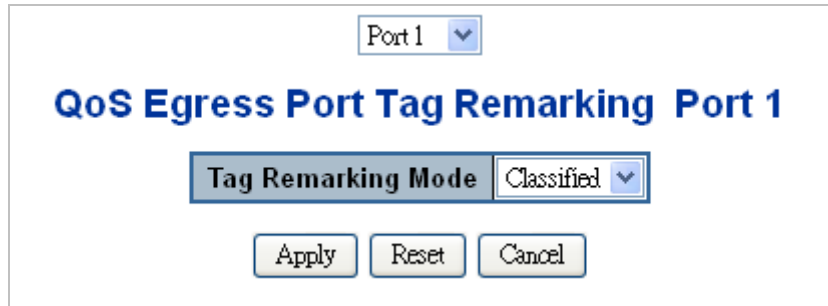 Port 1
QoS Egress Port Tag Remarking Port 1
Tag Remarking Mode Classified
Apply Reset Cancel